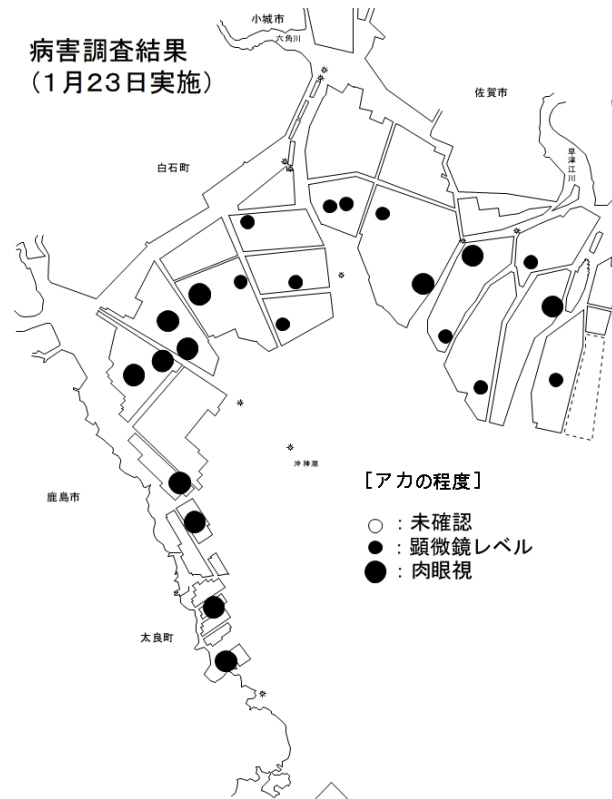 小城市
六角川
病害調査結果
(1月23日実施)
佐賀市
早津江川
白石町
沖神瀬
[アカの程度]
鹿島市
○ : 未確認
● : 顕微鏡レベル
● : 肉眼視
太良町